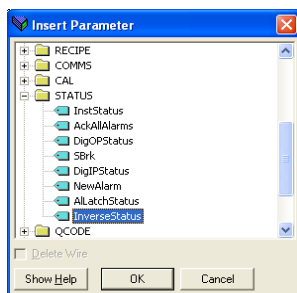 Insert Parameter
RECIPE
COMMS
CAL
STATUS
InstStatus
AckAllAlarms
DigOPStatus
SBrk
DigIPStatus
NewAlarm
AlLatchStatus
InverseStatus
QCODE
Delete Wire
Show Help
OK
Cancel